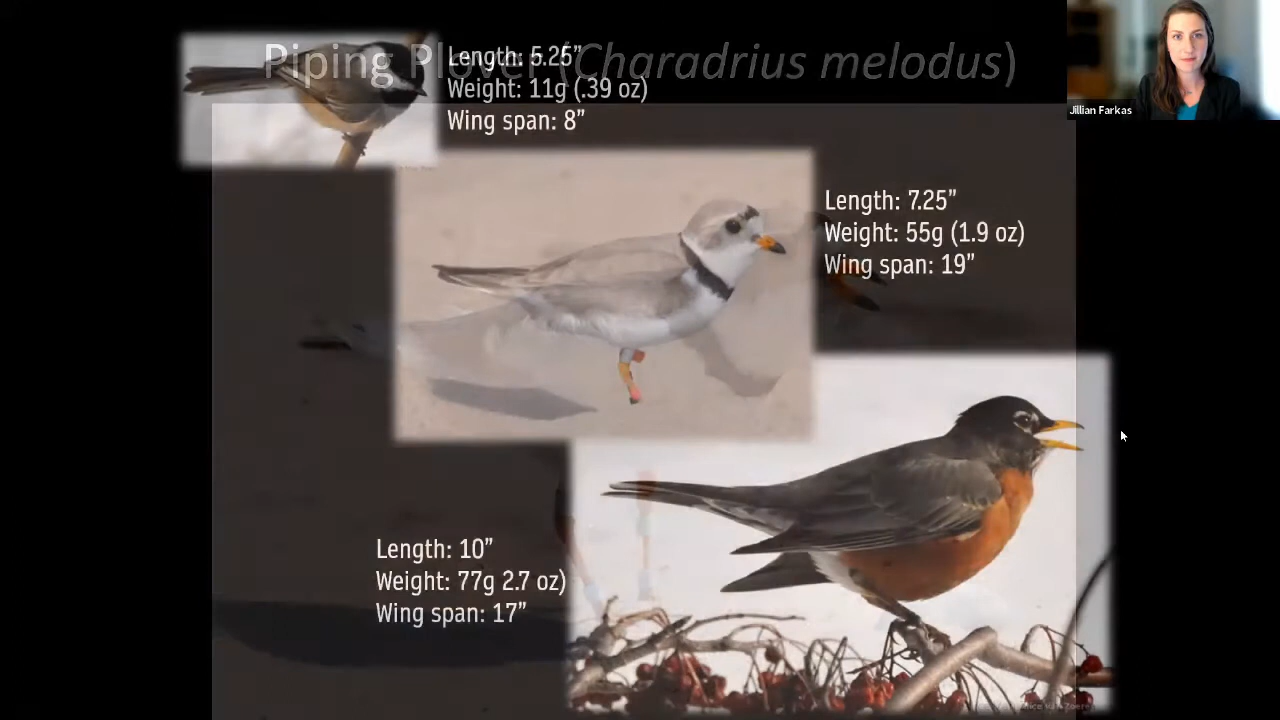 Piping Plover (Charadrius melodus)
Length: 5.25”
Weight: 11g (.39 oz)
Wing span: 8”
Jillian Farkas
Length: 7.25”
Weight: 55g (1.9 oz)
Wing span: 19”
Length: 10”
Weight: 77g 2.7 oz)
Wing span: 17”